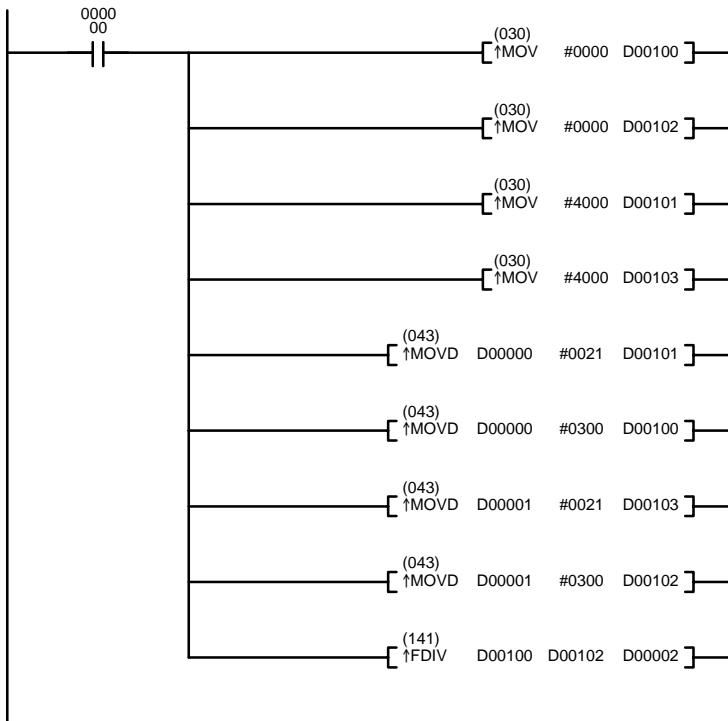 0000
00
(030)
↑MOV #0000 D00100
(030)
↑MOV #0000 D00102
(030)
↑MOV #4000 D00101
(030)
↑MOV #4000 D00103
(043)
↑MOVD D00000 #0021 D00101
(043)
↑MOVD D00000 #0300 D00100
(043)
↑MOVD D00001 #0021 D00103
(043)
↑MOVD D00001 #0300 D00102
(141)
↑FDIV D00100 D00102 D00002